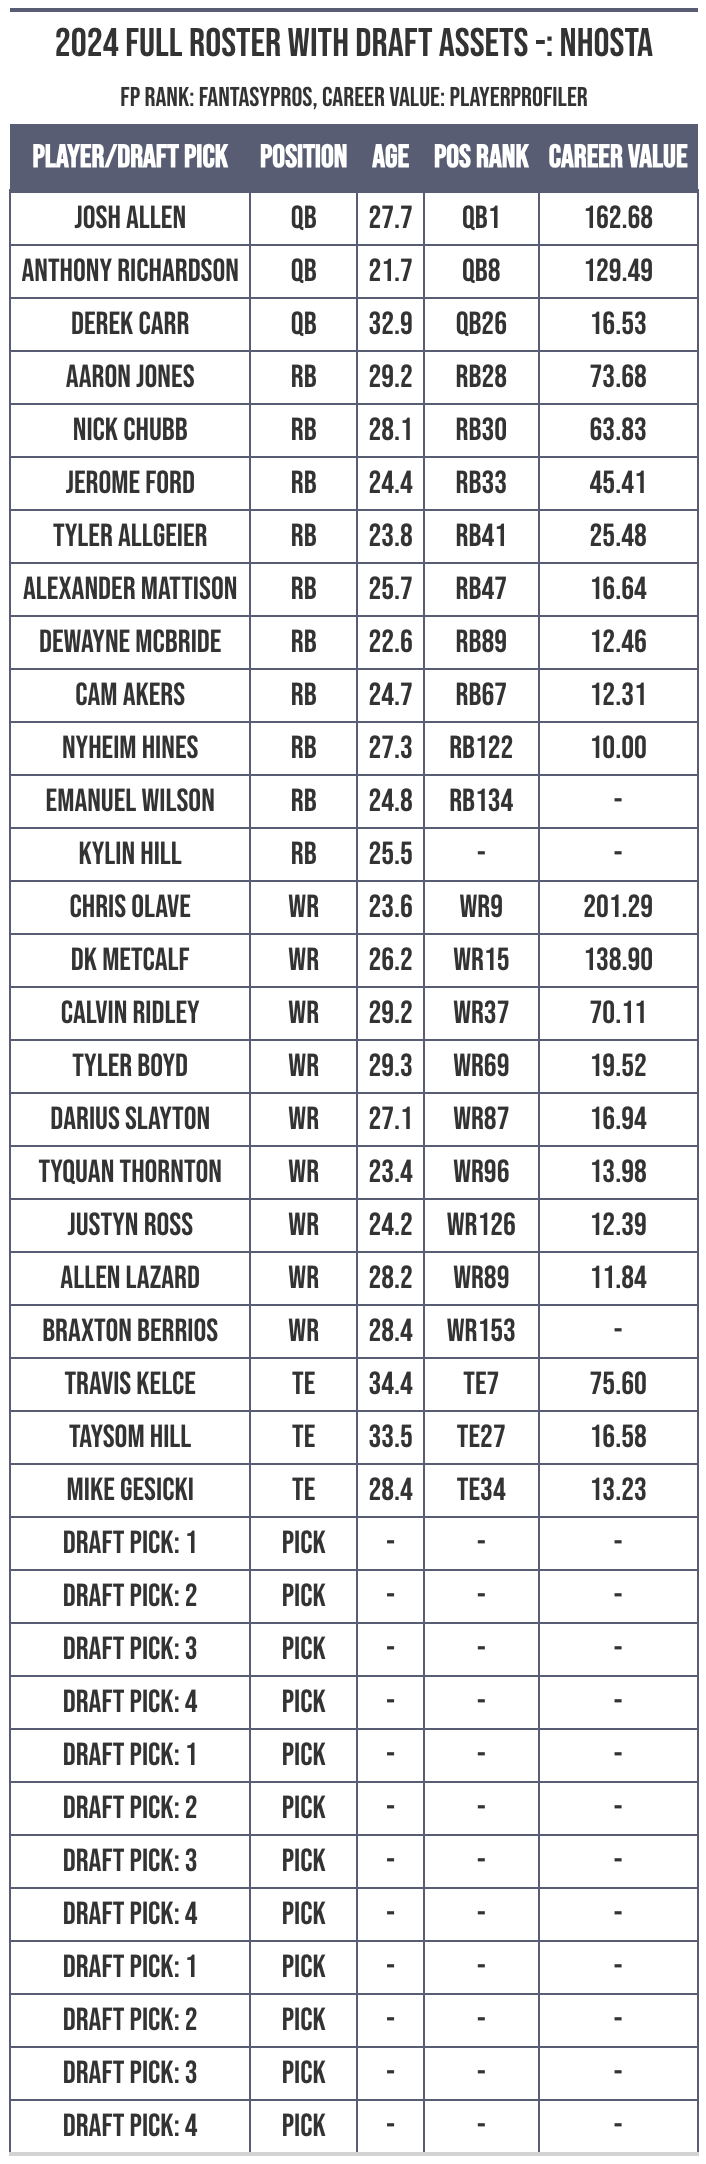 2024 FULL ROSTER WITH DRAFT ASSETS -: NHOSTA
FP RANK: FANTASYPROS, CAREER VALUE: PLAYERPROFILER
PLAYER/DRAFT PICK POSITION AGE POS RANK CAREER VALUE
JOSH ALLEN QB 27.7 QB1 162.68
ANTHONY RICHARDSON QB 21.7 QB8 129.49
DEREK CARR QB 32.9 QB26 16.53
AARON JONES RB 29.2 RB28 73.68
NICK CHUBB RB 28.1 RB30 63.83
JEROME FORD RB 24.4 RB33 45.41
TYLER ALLGEIER RB 23.8 RB41 25.48
ALEXANDER MATTISON RB 25.7 RB47 16.64
DEWAYNE MCBRIDE RB 22.6 RB89 12.46
CAM AKERS RB 24.7 RB67 12.31
NYHEIM HINES RB 27.3 RB122 10.00
EMANUEL WILSON RB 24.8 RB134 -
KYLIN HILL RB 25.5 - -
CHRIS OLAVE WR 23.6 WR9 201.29
DK METCALF WR 26.2 WR15 138.90
CALVIN RIDLEY WR 29.2 WR37 70.11
TYLER BOYD WR 29.3 WR69 19.52
DARIUS SLAYTON WR 27.1 WR87 16.94
TYQUAN THORNTON WR 23.4 WR96 13.98
JUSTYN ROSS WR 24.2 WR126 12.39
ALLEN LAZARD WR 28.2 WR89 11.84
BRAXTON BERRIOS WR 28.4 WR153 -
TRAVIS KELCE TE 34.4 TE7 75.60
TAYSOM HILL TE 33.5 TE27 16.58
MIKE GESICKI TE 28.4 TE34 13.23
DRAFT PICK: 1 PICK - - -
DRAFT PICK: 2 PICK - - -
DRAFT PICK: 3 PICK - - -
DRAFT PICK: 4 PICK - - -
DRAFT PICK: 1 PICK - - -
DRAFT PICK: 2 PICK - - -
DRAFT PICK: 3 PICK - - -
DRAFT PICK: 4 PICK - - -
DRAFT PICK: 1 PICK - - -
DRAFT PICK: 2 PICK - - -
DRAFT PICK: 3 PICK - - -
DRAFT PICK: 4 PICK - - -